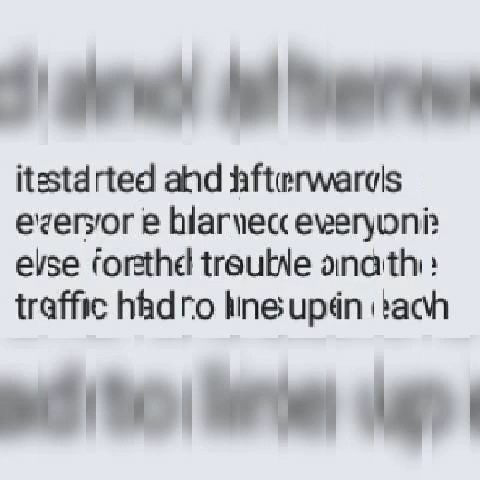 it started and afterwards
everyone blamed everyone
else for the trouble and the
traffic had to line up in each